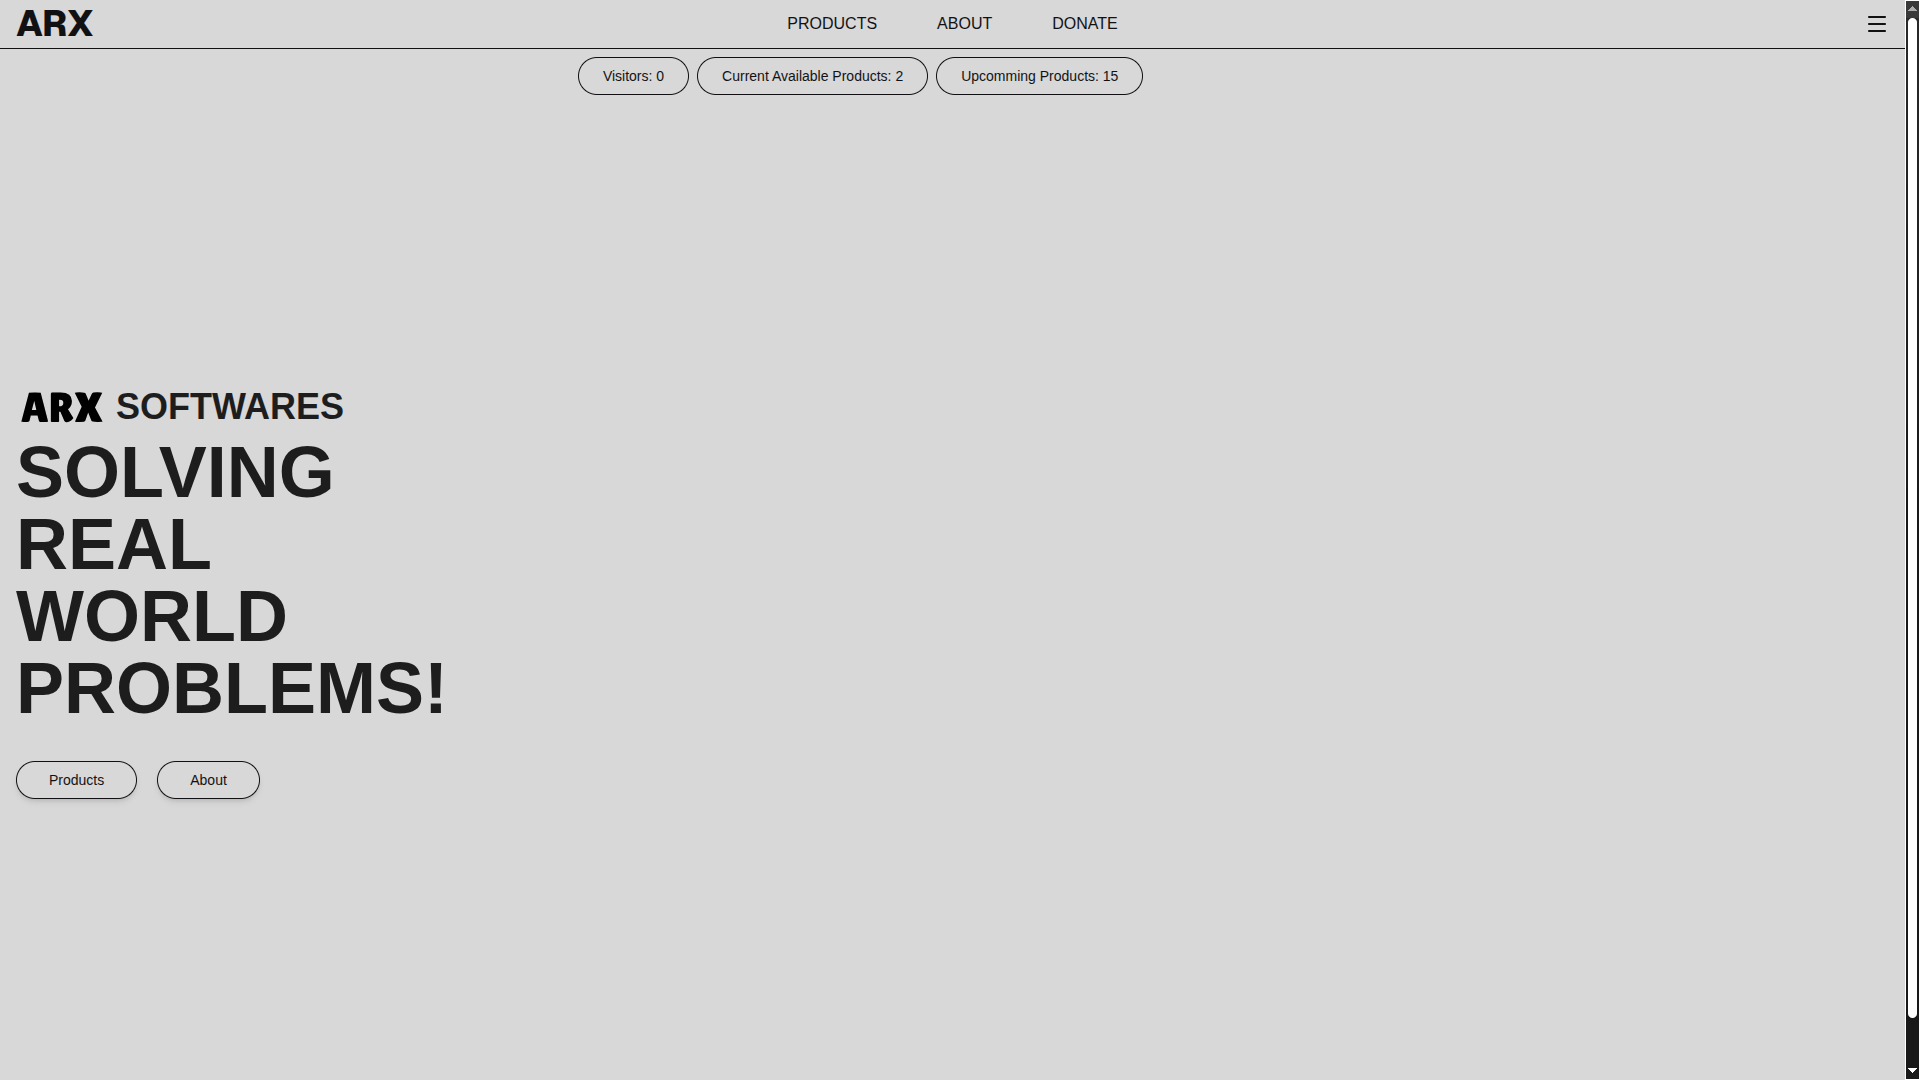 ARX
PRODUCTS ABOUT DONATE
Visitors: 0 Current Available Products: 2 Upcomming Products: 15
ARX SOFTWARES
SOLVING
REAL
WORLD
PROBLEMS!
Products About